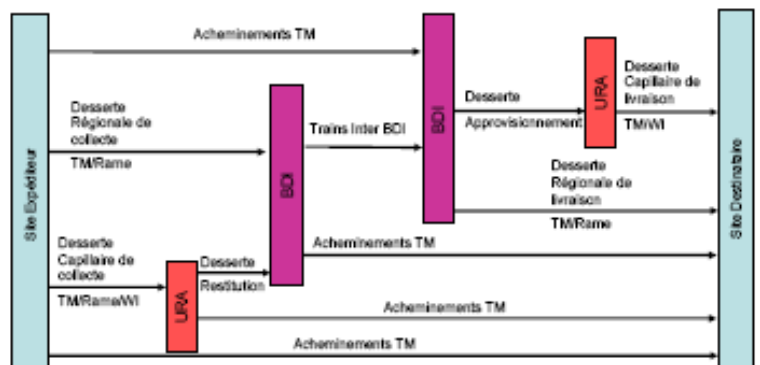 Acheminements TM
Site Expéditeur
Desserte
Régionale de
collecte
TM/Rame
Desserte
Capillaire de
collecte
TM/Rame/WI
URA
Desserte
Restitution
BDI
Trains Inter BDI
BDI
Desserte
Approvisionnement
URA
Desserte
Capillaire de
livraison
TM/WI
Desserte
Régionale de
livraison
TM/Rame
Acheminements TM
Acheminements TM
Acheminements TM
Site Destinataire